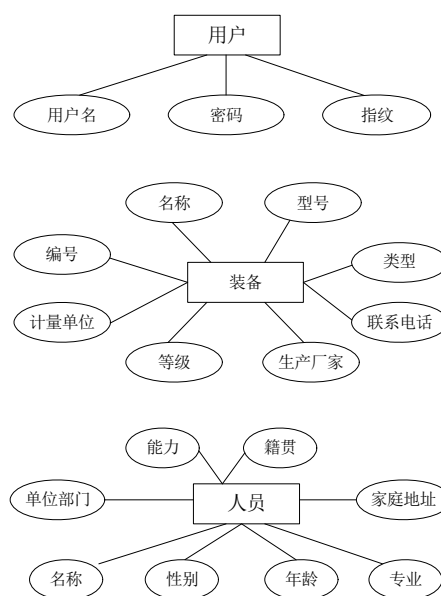 用户
用户名 密码 指纹
名称 型号
编号 类型
装备
计量单位 联系电话
等级 生产厂家
能力 籍贯
单位部门 人员 家庭地址
名称 性别 年龄 专业